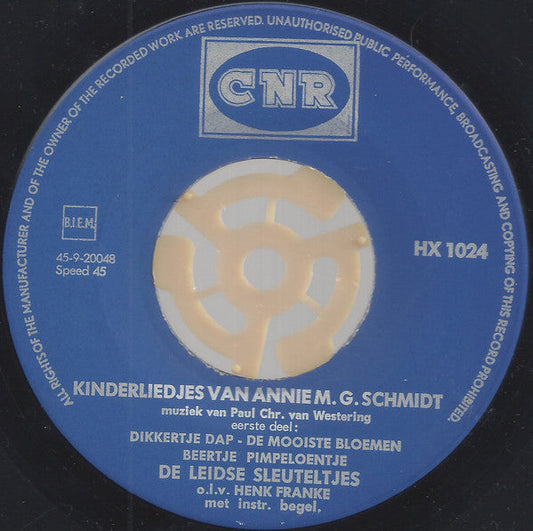 ALL RIGHTS OF THE MANUFACTURER AND OF THE OWNER OF THE RECORDED WORK ARE RESERVED. UNAUTHORISED PUBLIC PERFORMANCE, BROADCASTING AND COPYING OF THIS RECORD PROHIBITED.
CNR
B.I.E.M.
45-9-20048
Speed 45
HX 1024
KINDERLIEDJES VAN ANNIE M. G. SCHMIDT
muziek van Paul Chr. van Westering
eerste deel:
DIKKERTJE DAP - DE MOOISTE BLOEMEN
BEERTJE PIMPELOENTJE
DE LEIDSE SLEUTELTJES
o.l.v. HENK FRANKE
met instr. begel.